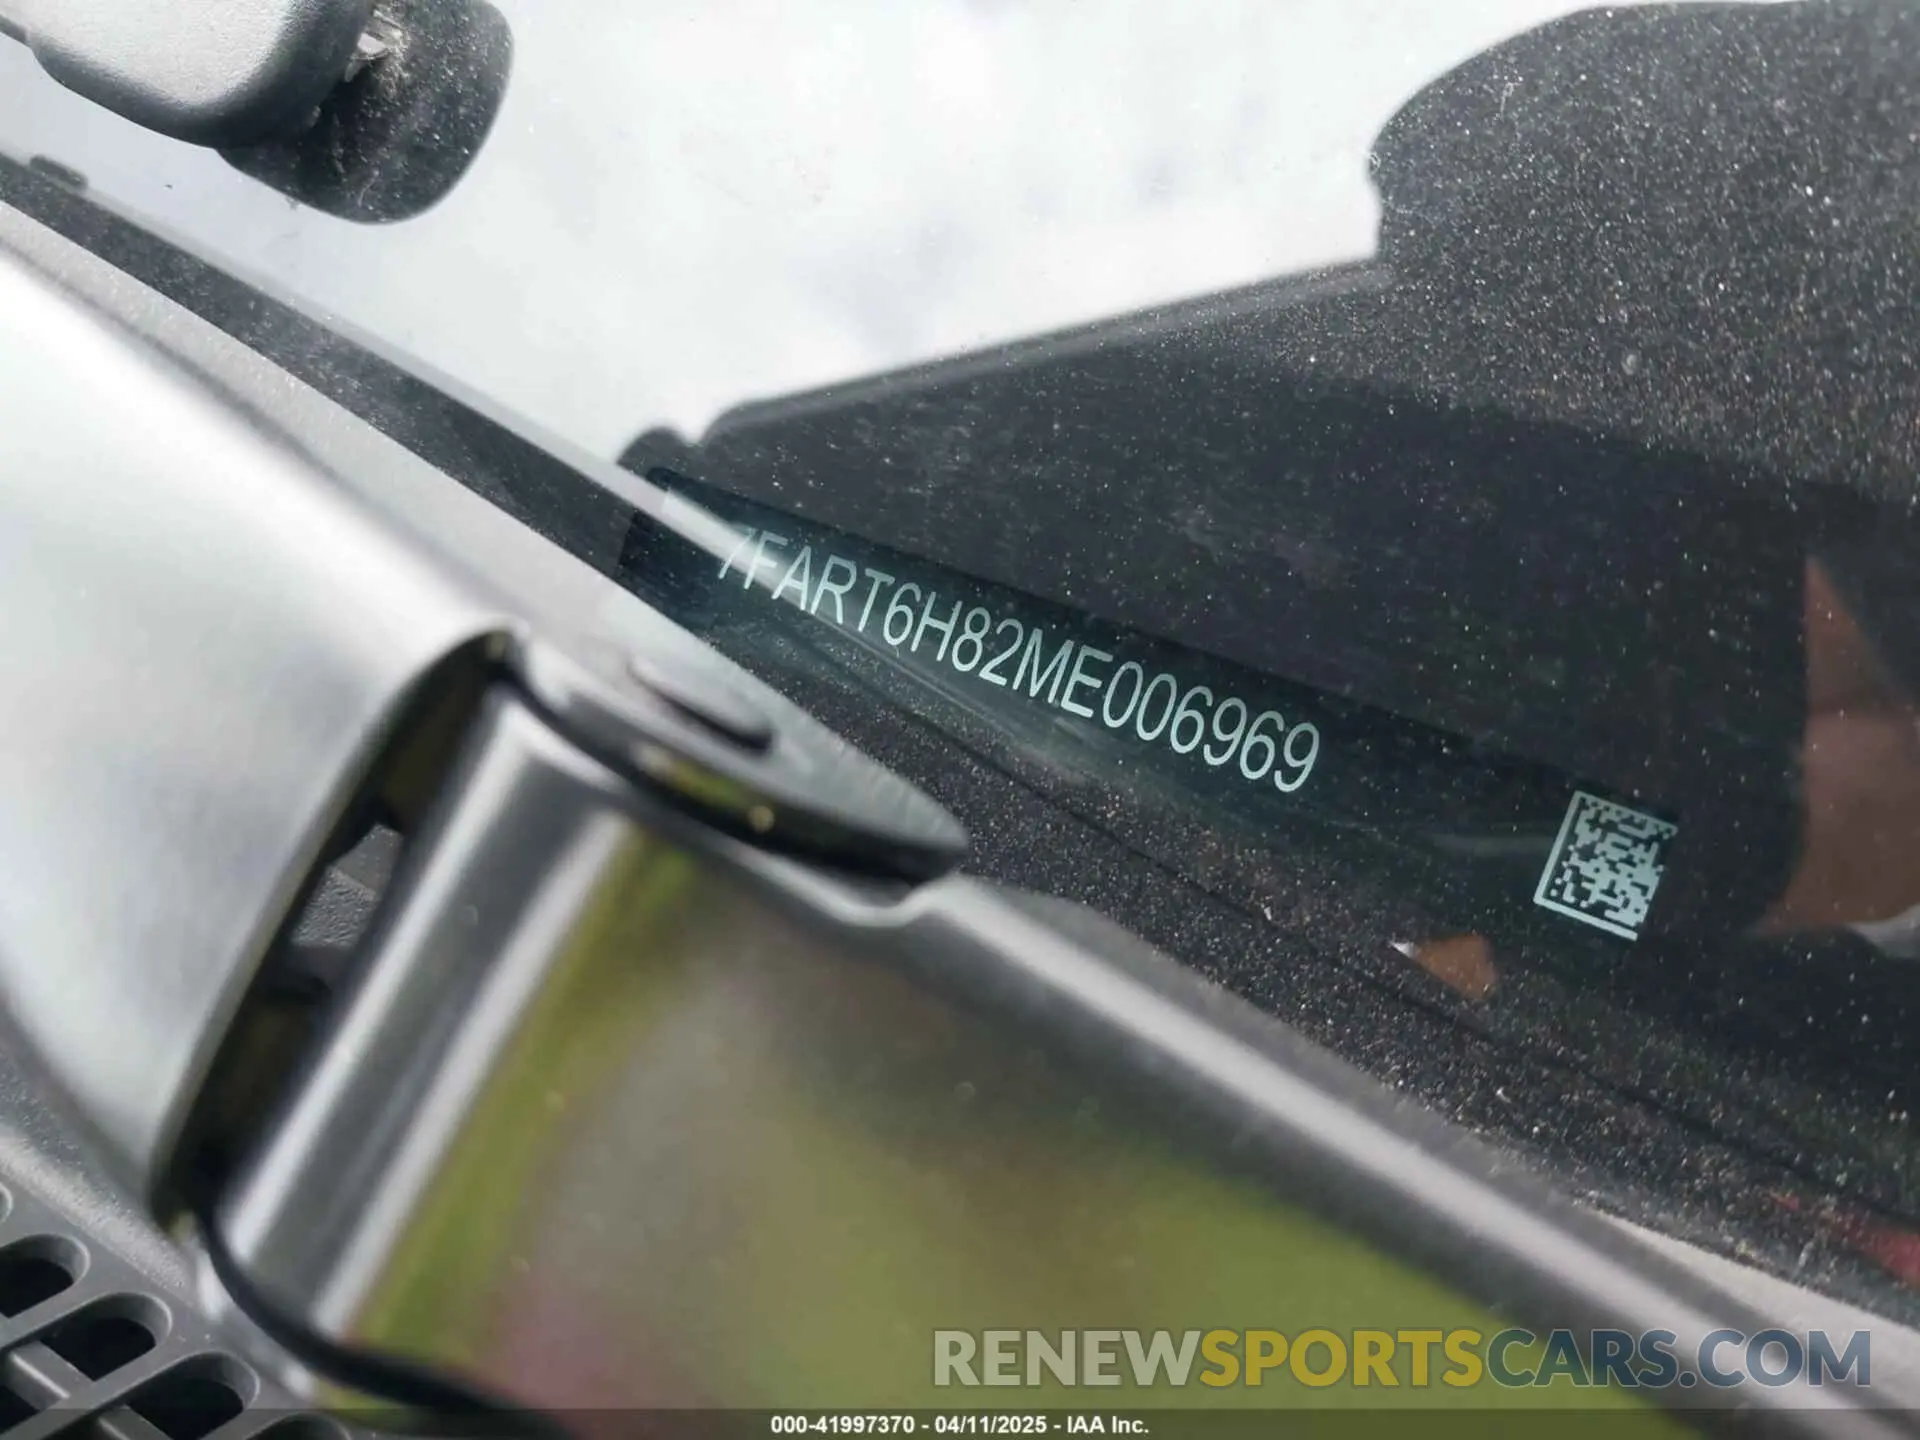 7FART6H82ME006969
RENEWSPORTSCARS.COM
000-41997370 - 04/11/2025 - IAA Inc.